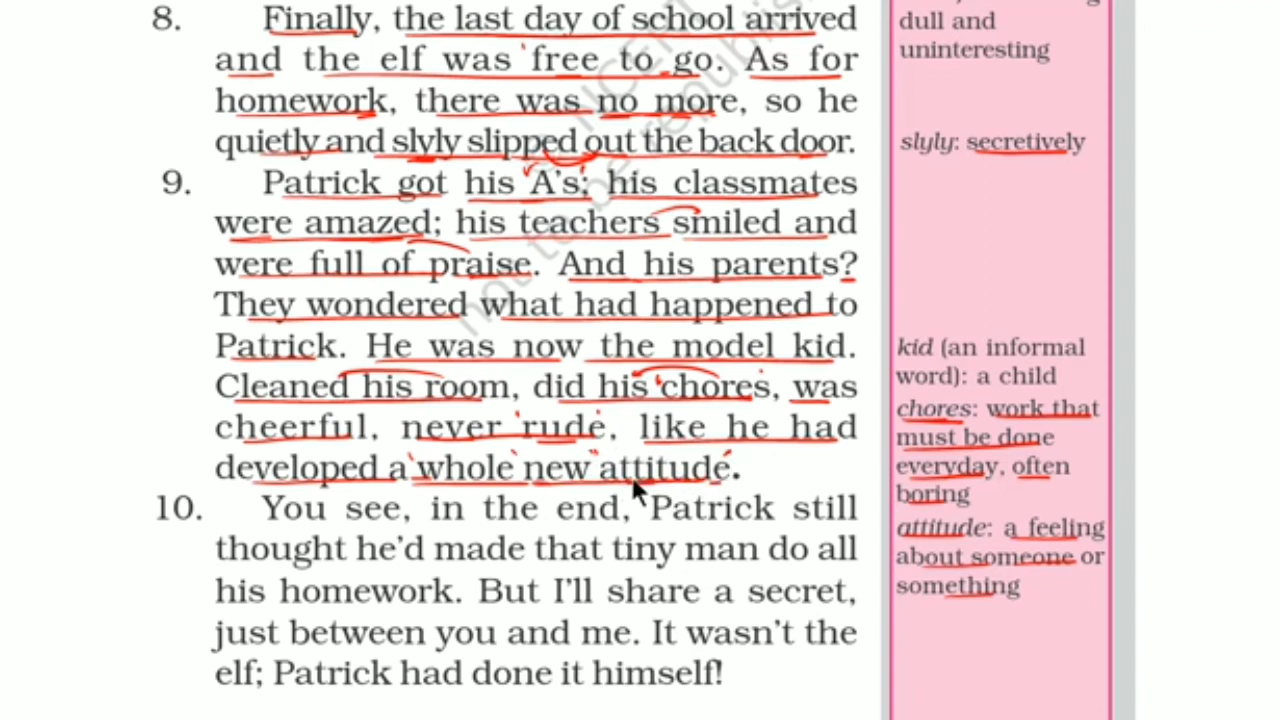 8. Finally, the last day of school arrived
and the elf was free to go. As for
homework, there was no more, so he
quietly and slyly slipped out the back door.
9. Patrick got his A's; his classmates
were amazed; his teachers smiled and
were full of praise. And his parents?
They wondered what had happened to
Patrick. He was now the model kid.
Cleaned his room, did his chores, was
cheerful, never rude, like he had
developed a whole new attitude.
10. You see, in the end, Patrick still
thought he'd made that tiny man do all
his homework. But I'll share a secret,
just between you and me. It wasn't the
elf; Patrick had done it himself!
dull and
uninteresting
slyly: secretively
kid (an informal
word): a child
chores: work that
must be done
everyday, often
boring
attitude: a feeling
about someone or
something
not to be republis